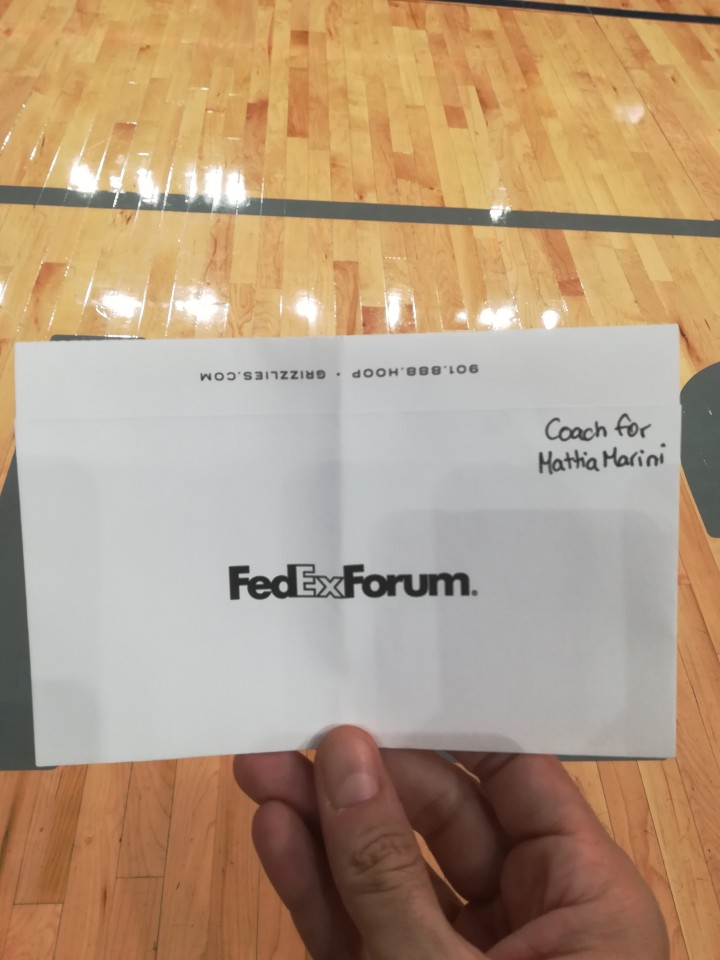 901.888.HOOP • GRIZZLIES.COM
Coach for
Mattia Marini
FedExForum.